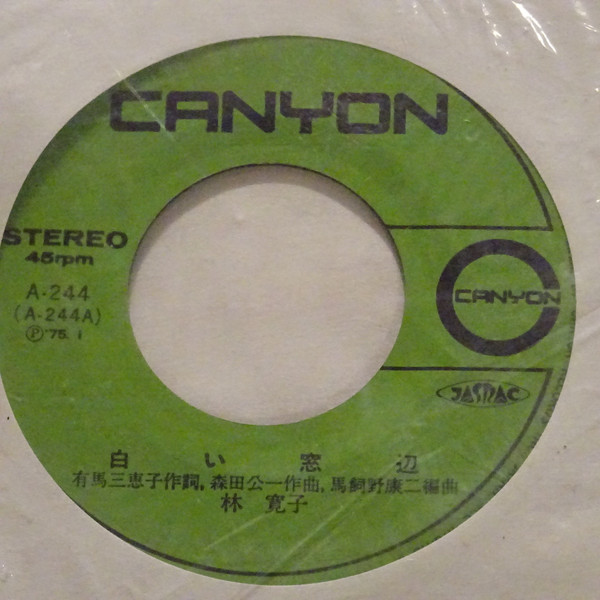 CANYON
STEREO
45rpm
A-244
(A-244A)
Ⓟ'75. 1
CANYON
JASRAC
白い窓辺
有馬三恵子作詞, 森田公一作曲, 馬飼野康二編曲
林 寛子